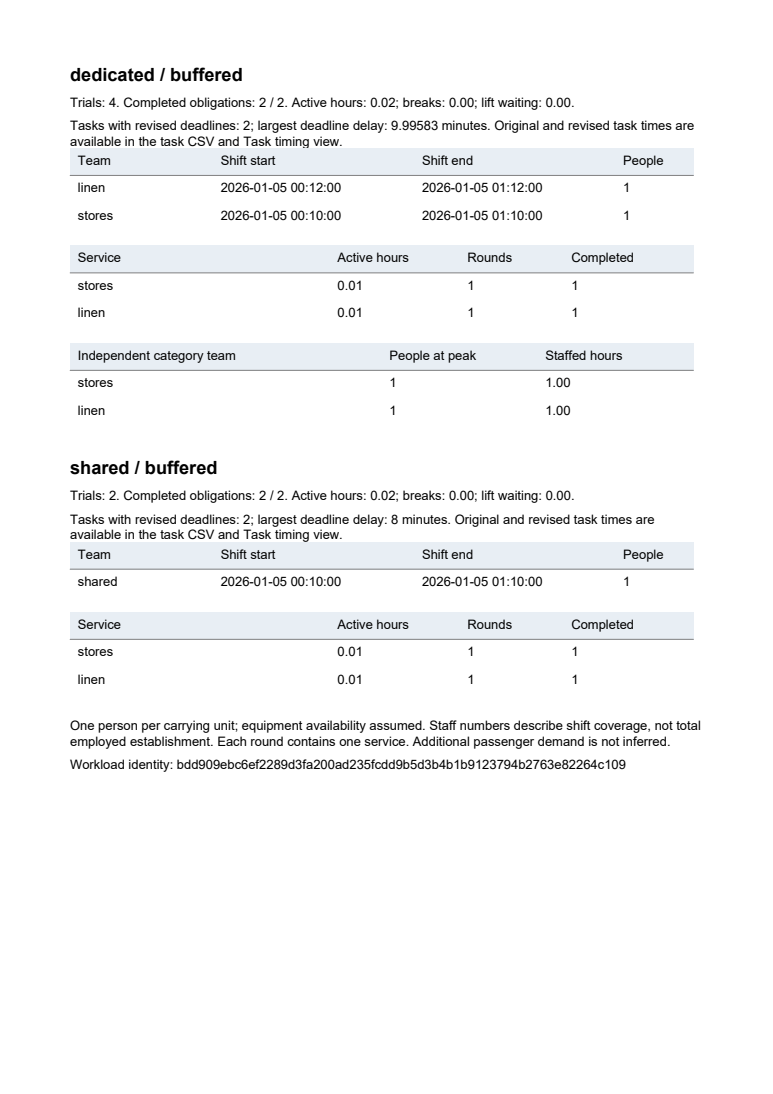 dedicated / buffered
Trials: 4. Completed obligations: 2 / 2. Active hours: 0.02; breaks: 0.00; lift waiting: 0.00.
Tasks with revised deadlines: 2; largest deadline delay: 9.99583 minutes. Original and revised task times are
available in the task CSV and Task timing view.
Team Shift start Shift end People
linen 2026-01-05 00:12:00 2026-01-05 01:12:00 1
stores 2026-01-05 00:10:00 2026-01-05 01:10:00 1
Service Active hours Rounds Completed
stores 0.01 1 1
linen 0.01 1 1
Independent category team People at peak Staffed hours
stores 1 1.00
linen 1 1.00
shared / buffered
Trials: 2. Completed obligations: 2 / 2. Active hours: 0.02; breaks: 0.00; lift waiting: 0.00.
Tasks with revised deadlines: 2; largest deadline delay: 8 minutes. Original and revised task times are
available in the task CSV and Task timing view.
Team Shift start Shift end People
shared 2026-01-05 00:10:00 2026-01-05 01:10:00 1
Service Active hours Rounds Completed
stores 0.01 1 1
linen 0.01 1 1
One person per carrying unit; equipment availability assumed. Staff numbers describe shift coverage, not total
employed establishment. Each round contains one service. Additional passenger demand is not inferred.
Workload identity: bdd909ebc6ef2289d3fa200ad235fcdd9b5d3b4b1b9123794b2763e82264c109